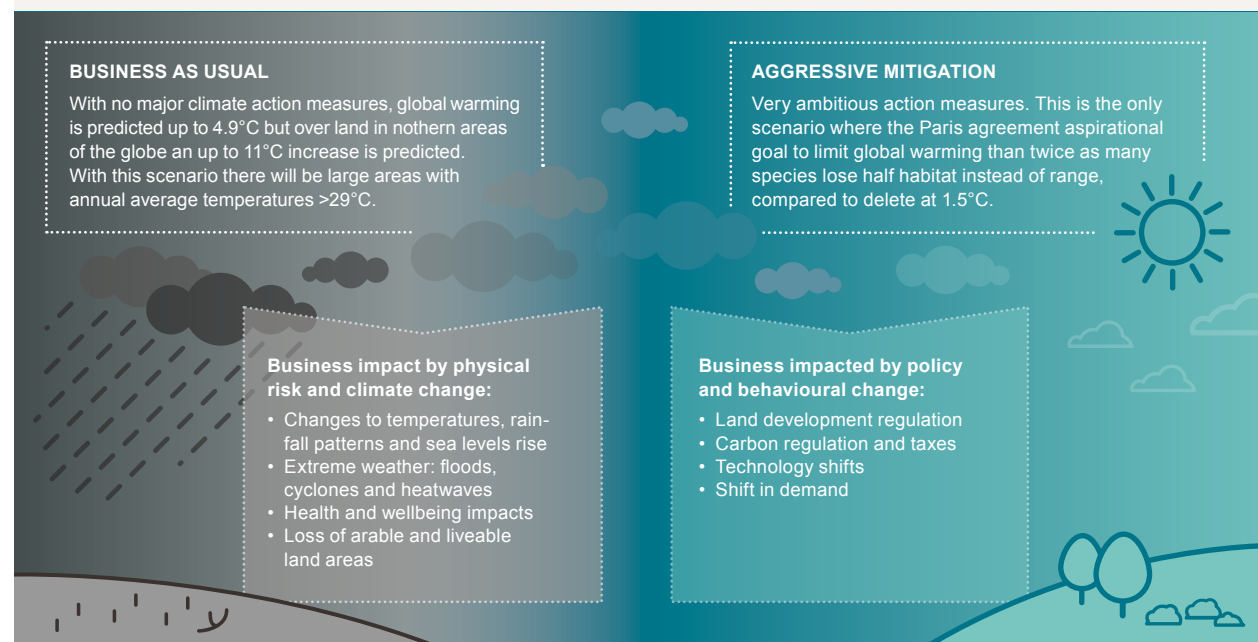 BUSINESS AS USUAL
With no major climate action measures, global warming
is predicted up to 4.9°C but over land in nothern areas
of the globe an up to 11°C increase is predicted.
With this scenario there will be large areas with
annual average temperatures >29°C.
AGGRESSIVE MITIGATION
Very ambitious action measures. This is the only
scenario where the Paris agreement aspirational
goal to limit global warming than twice as many
species lose half habitat instead of range,
compared to delete at 1.5°C.
Business impact by physical
risk and climate change:
• Changes to temperatures, rain-
fall patterns and sea levels rise
• Extreme weather: floods,
cyclones and heatwaves
• Health and wellbeing impacts
• Loss of arable and liveable
land areas
Business impacted by policy
and behavioural change:
• Land development regulation
• Carbon regulation and taxes
• Technology shifts
• Shift in demand